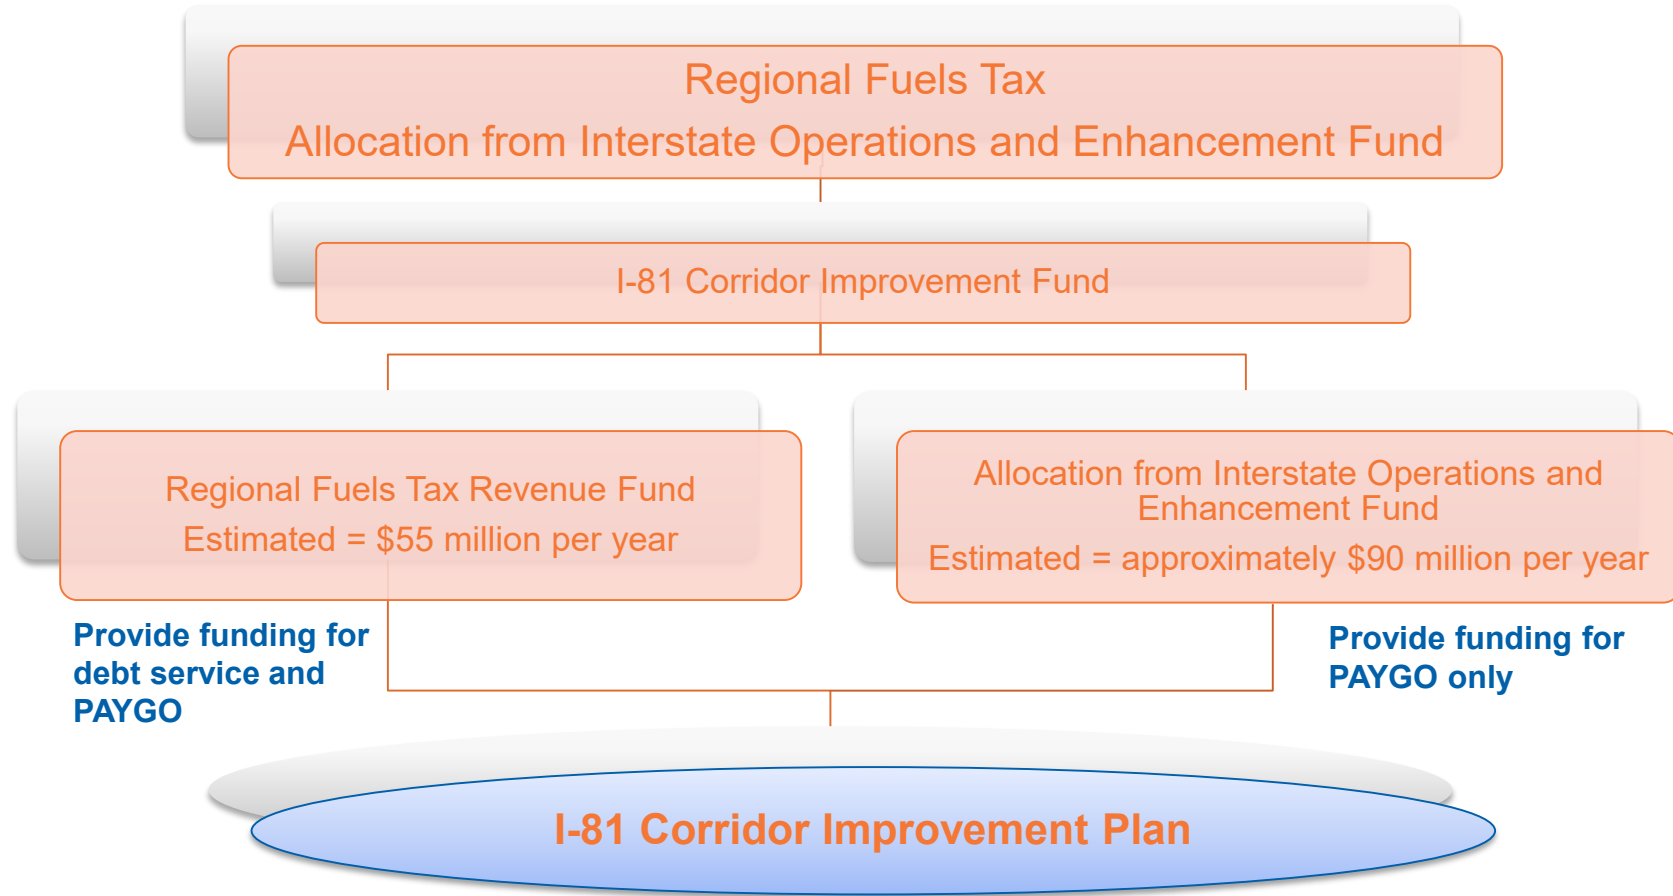 Regional Fuels Tax
Allocation from Interstate Operations and Enhancement Fund
I-81 Corridor Improvement Fund
Regional Fuels Tax Revenue Fund
Estimated = $55 million per year
Allocation from Interstate Operations and
Enhancement Fund
Estimated = approximately $90 million per year
Provide funding for
debt service and
PAYGO
Provide funding for
PAYGO only
I-81 Corridor Improvement Plan